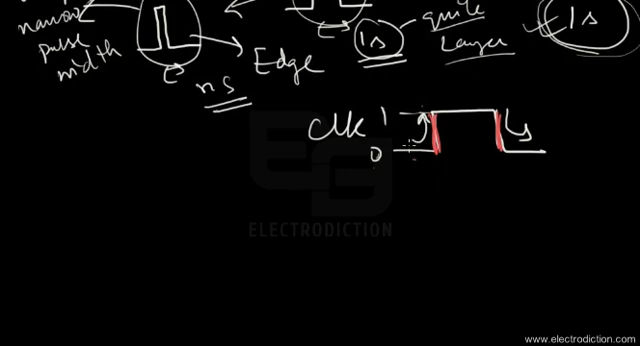 narrow
pulse
width
Edge
ns
1s
quite
Larger
1s
Clk
1
0
ELECTRODICTION
www.electrodiction.com